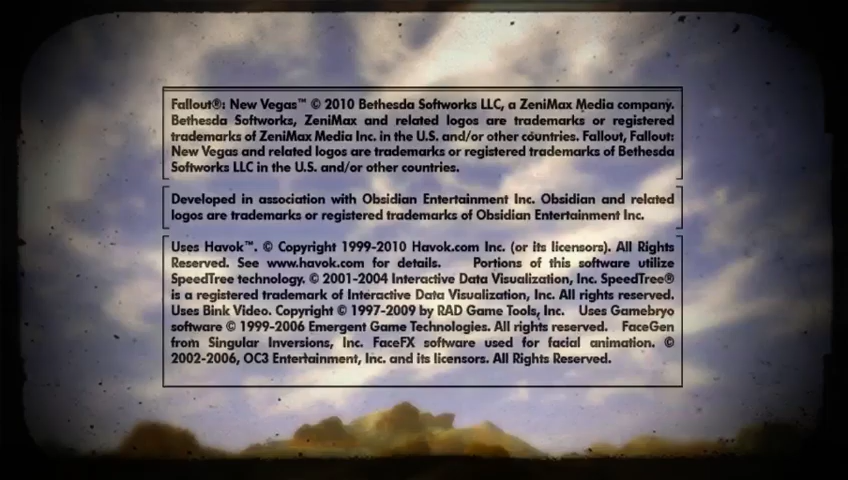 Fallout®: New Vegas™ © 2010 Bethesda Softworks LLC, a ZeniMax Media company.
Bethesda Softworks, ZeniMax and related logos are trademarks or registered
trademarks of ZeniMax Media Inc. in the U.S. and/or other countries. Fallout, Fallout:
New Vegas and related logos are trademarks or registered trademarks of Bethesda
Softworks LLC in the U.S. and/or other countries.
Developed in association with Obsidian Entertainment Inc. Obsidian and related
logos are trademarks or registered trademarks of Obsidian Entertainment Inc.
Uses Havok™. © Copyright 1999-2010 Havok.com Inc. (or its licensors). All Rights
Reserved. See www.havok.com for details. Portions of this software utilize
SpeedTree technology. © 2001-2004 Interactive Data Visualization, Inc. SpeedTree®
is a registered trademark of Interactive Data Visualization, Inc. All rights reserved.
Uses Bink Video. Copyright © 1997-2009 by RAD Game Tools, Inc. Uses Gamebryo
software © 1999-2006 Emergent Game Technologies. All rights reserved. FaceGen
from Singular Inversions, Inc. FaceFX software used for facial animation. ©
2002-2006, OC3 Entertainment, Inc. and its licensors. All Rights Reserved.